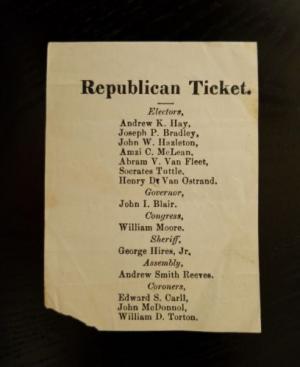 Republican Ticket.
Electors,
Andrew K. Hay,
Joseph P. Bradley,
John W. Hazleton,
Amzi C. McLean,
Abram V. Van Fleet,
Socrates Tuttle,
Henry D. Van Ostrand.
Governor,
John I. Blair.
Congress,
William Moore.
Sheriff,
George Hires, Jr.
Assembly,
Andrew Smith Reeves.
Coroners,
Edward S. Carll,
John McDonnol,
William D. Torton.